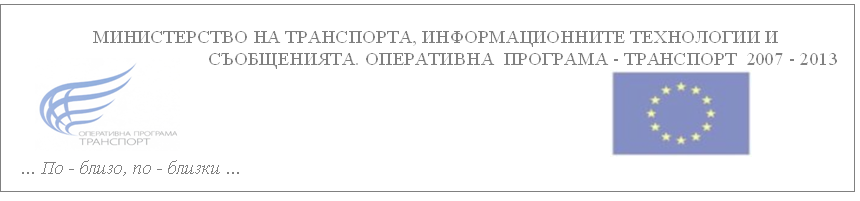 МИНИСТЕРСТВО НА ТРАНСПОРТА, ИНФОРМАЦИОННИТЕ ТЕХНОЛОГИИ И
СЪОБЩЕНИЯТА. ОПЕРАТИВНА ПРОГРАМА - ТРАНСПОРТ 2007 - 2013
ОПЕРАТИВНА ПРОГРАМА
ТРАНСПОРТ
... По - близо, по - близки ...